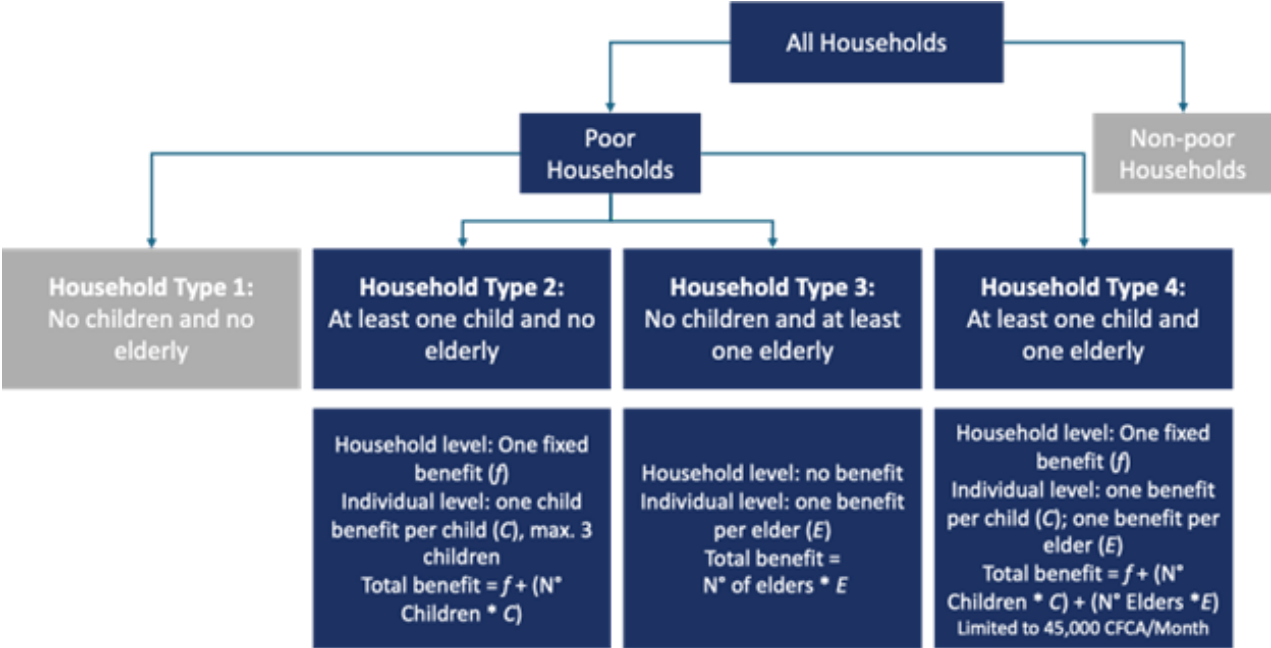 All Households
Poor
Households
Non-poor
Households
Household Type 1:
No children and no
elderly
Household Type 2:
At least one child and no
elderly
Household Type 3:
No children and at least
one elderly
Household Type 4:
At least one child and
one elderly
Household level: One fixed
benefit (f)
Individual level: one child
benefit per child (C), max. 3
children
Total benefit = f + (N°
Children * C)
Household level: no benefit
Individual level: one benefit
per elder (E)
Total benefit =
N° of elders * E
Household level: One fixed
benefit (f)
Individual level: one benefit
per child (C); one benefit per
elder (E)
Total benefit = f + (N°
Children * C) + (N° Elders *E)
Limited to 45,000 CFCA/Month